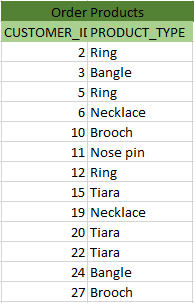 Order Products
CUSTOMER_II PRODUCT_TYPE
2 Ring
3 Bangle
5 Ring
6 Necklace
10 Brooch
11 Nose pin
12 Ring
15 Tiara
19 Necklace
20 Tiara
22 Tiara
24 Bangle
27 Brooch